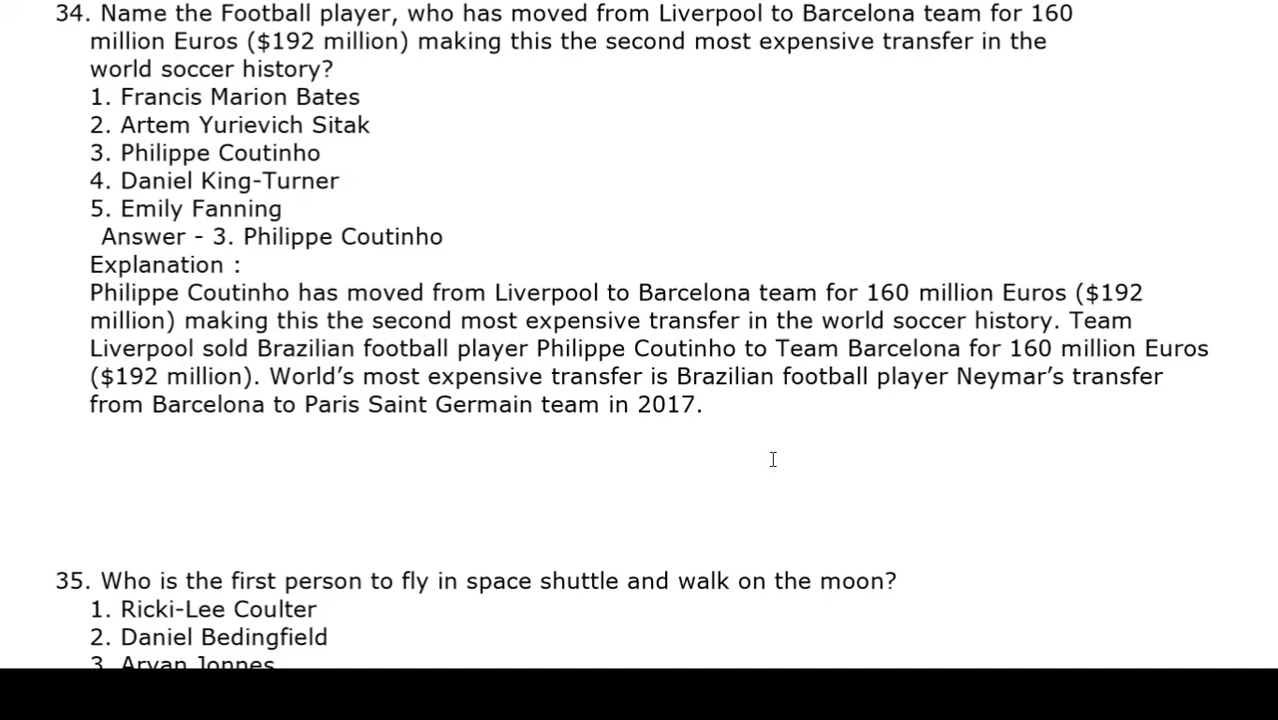 34. Name the Football player, who has moved from Liverpool to Barcelona team for 160
million Euros ($192 million) making this the second most expensive transfer in the
world soccer history?
1. Francis Marion Bates
2. Artem Yurievich Sitak
3. Philippe Coutinho
4. Daniel King-Turner
5. Emily Fanning
Answer - 3. Philippe Coutinho
Explanation :
Philippe Coutinho has moved from Liverpool to Barcelona team for 160 million Euros ($192
million) making this the second most expensive transfer in the world soccer history. Team
Liverpool sold Brazilian football player Philippe Coutinho to Team Barcelona for 160 million Euros
($192 million). World’s most expensive transfer is Brazilian football player Neymar’s transfer
from Barcelona to Paris Saint Germain team in 2017.
35. Who is the first person to fly in space shuttle and walk on the moon?
1. Ricki-Lee Coulter
2. Daniel Bedingfield
3. Aryan Jonnes